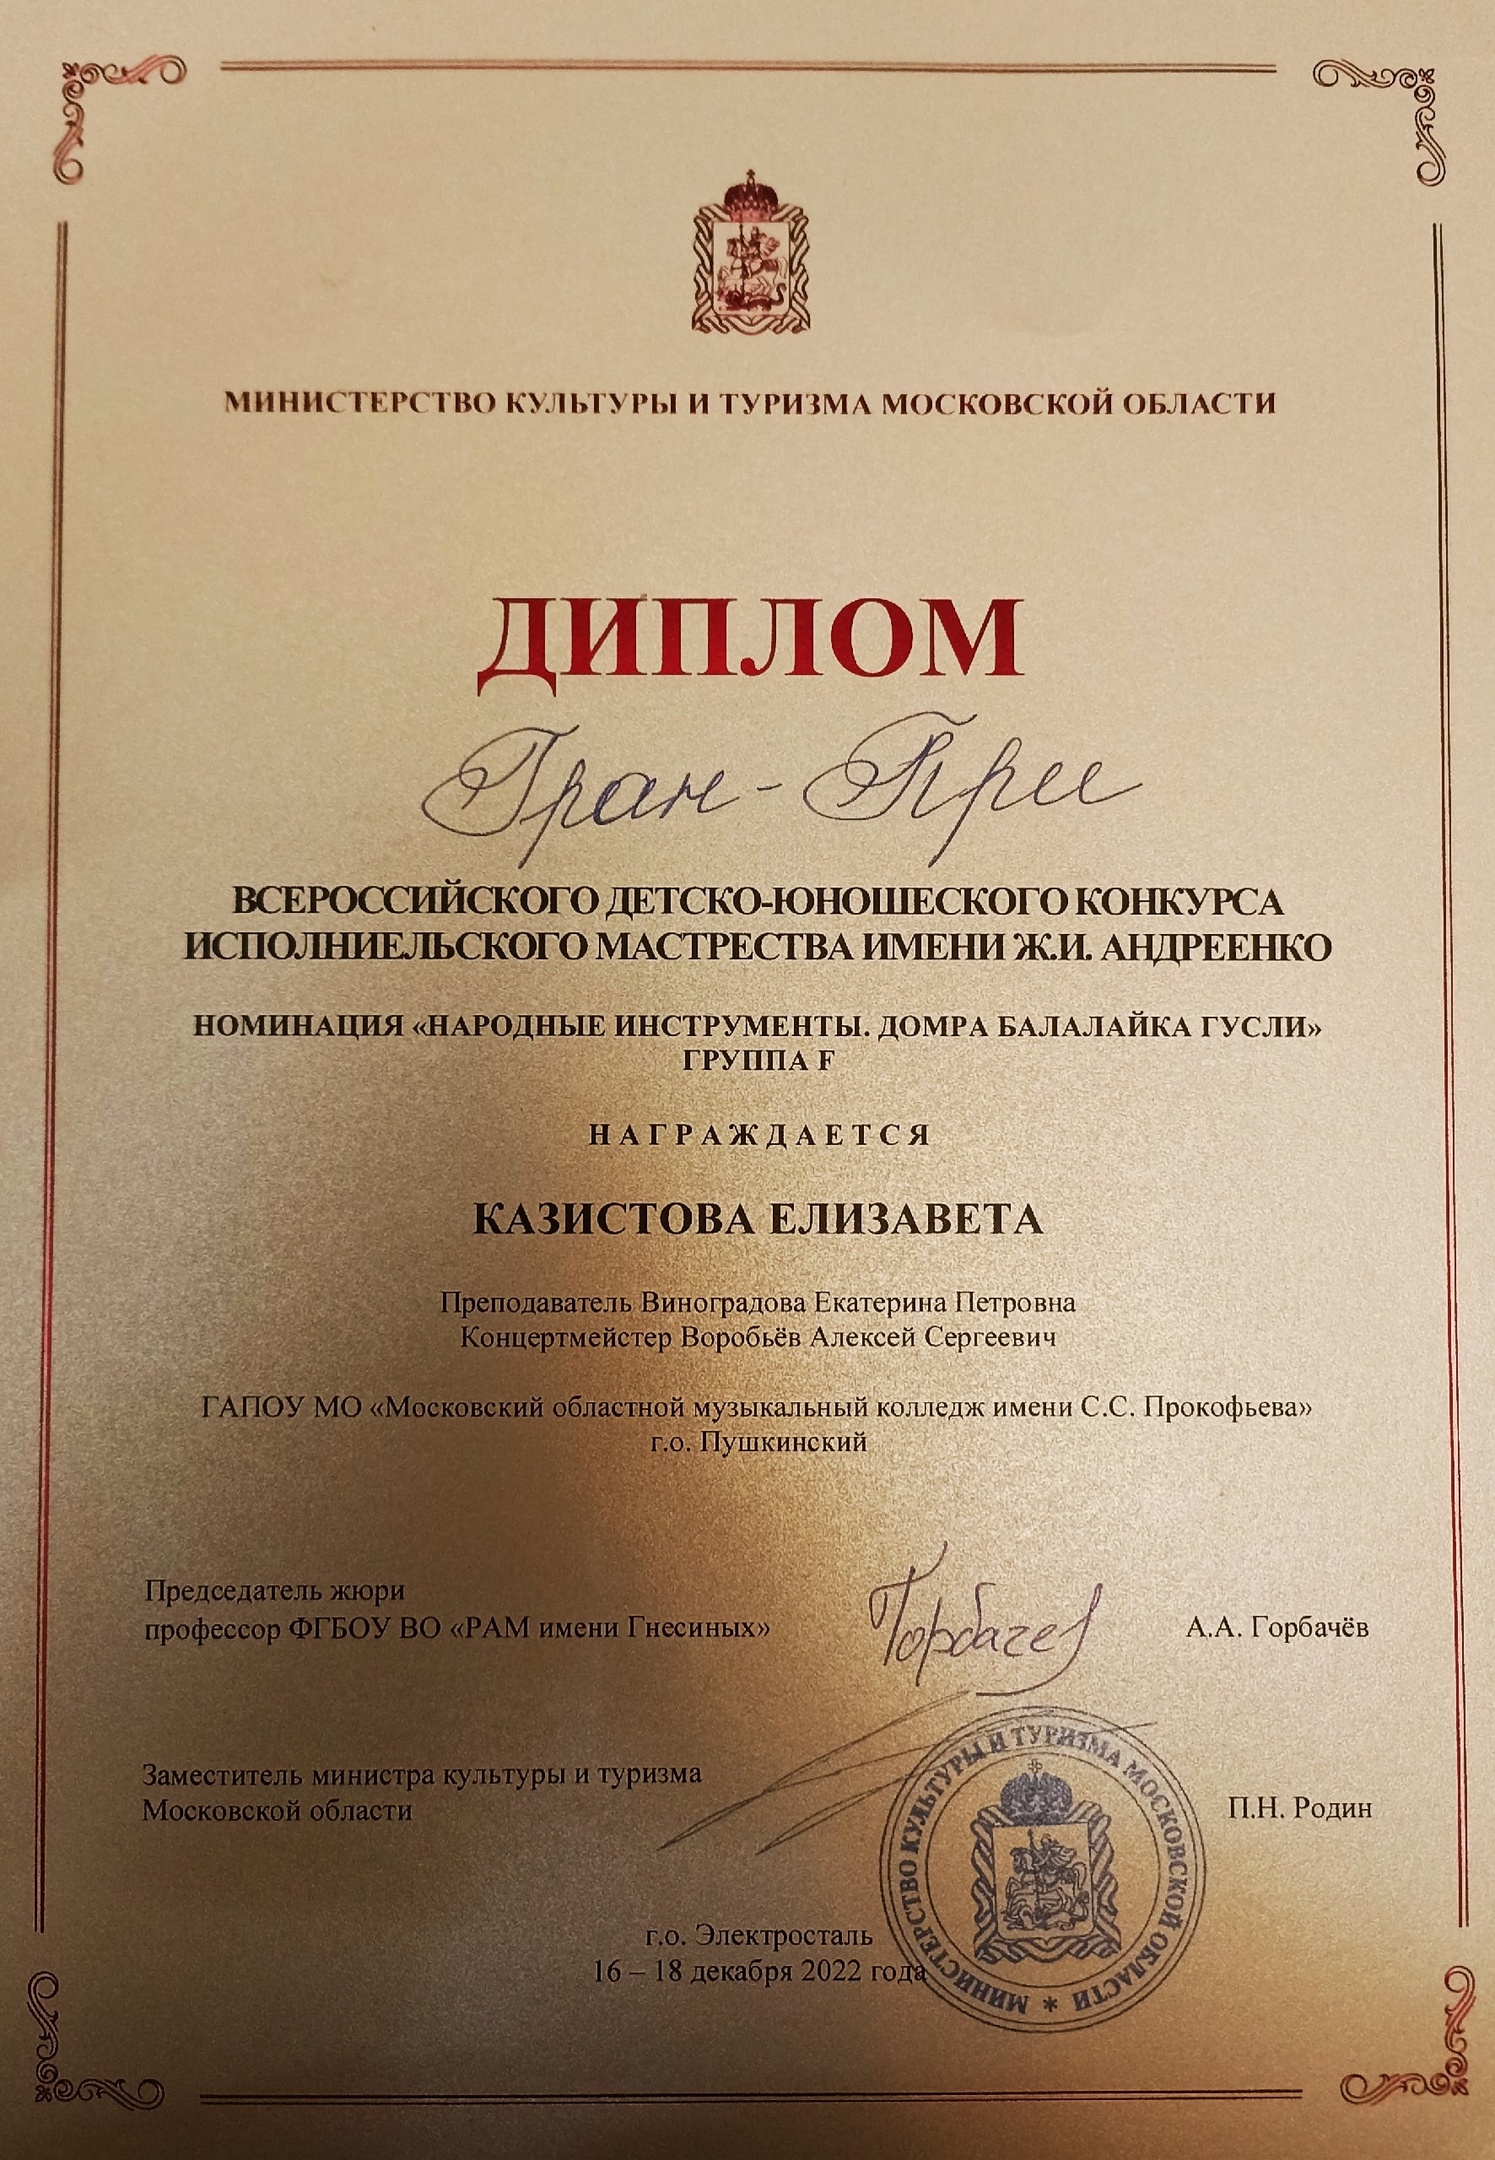 МИНИСТЕРСТВО КУЛЬТУРЫ И ТУРИЗМА МОСКОВСКОЙ ОБЛАСТИ
ДИПЛОМ
Гран-При
ВСЕРОССИЙСКОГО ДЕТСКО-ЮНОШЕСКОГО КОНКУРСА
ИСПОЛНИЕЛЬСКОГО МАСТРЕСТВА ИМЕНИ Ж.И. АНДРЕЕНКО
НОМИНАЦИЯ «НАРОДНЫЕ ИНСТРУМЕНТЫ. ДОМРА БАЛАЛАЙКА ГУСЛИ»
ГРУППА F
НАГРАЖДАЕТСЯ
КАЗИСТОВА ЕЛИЗАВЕТА
Преподаватель Виноградова Екатерина Петровна
Концертмейстер Воробьёв Алексей Сергеевич
ГАПОУ МО «Московский областной музыкальный колледж имени С.С. Прокофьева»
г.о. Пушкинский
Председатель жюри
профессор ФГБОУ ВО «РАМ имени Гнесиных»
Горбачев
А.А. Горбачёв
Заместитель министра культуры и туризма
Московской области
П.Н. Родин
МИНИСТЕРСТВО КУЛЬТУРЫ И ТУРИЗМА МОСКОВСКОЙ ОБЛАСТИ *
г.о. Электросталь
16 – 18 декабря 2022 года